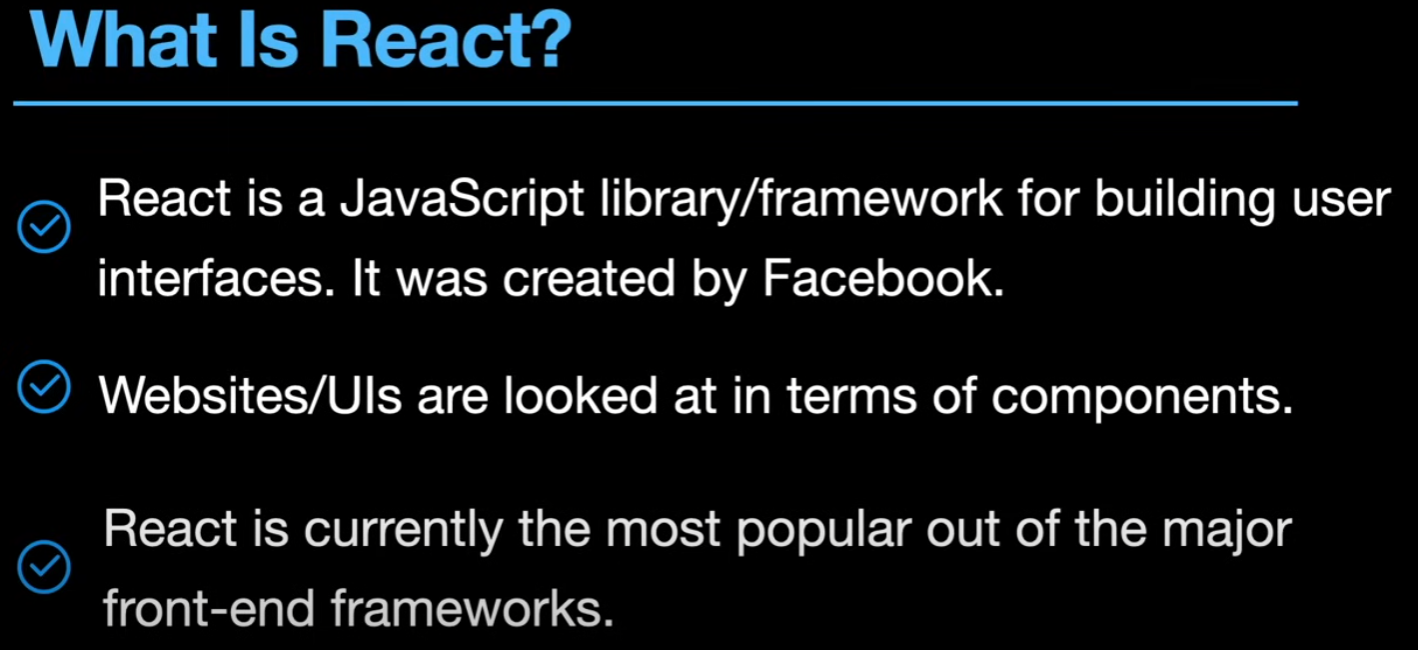 What Is React?
React is a JavaScript library/framework for building user
interfaces. It was created by Facebook.
Websites/UIs are looked at in terms of components.
React is currently the most popular out of the major
front-end frameworks.